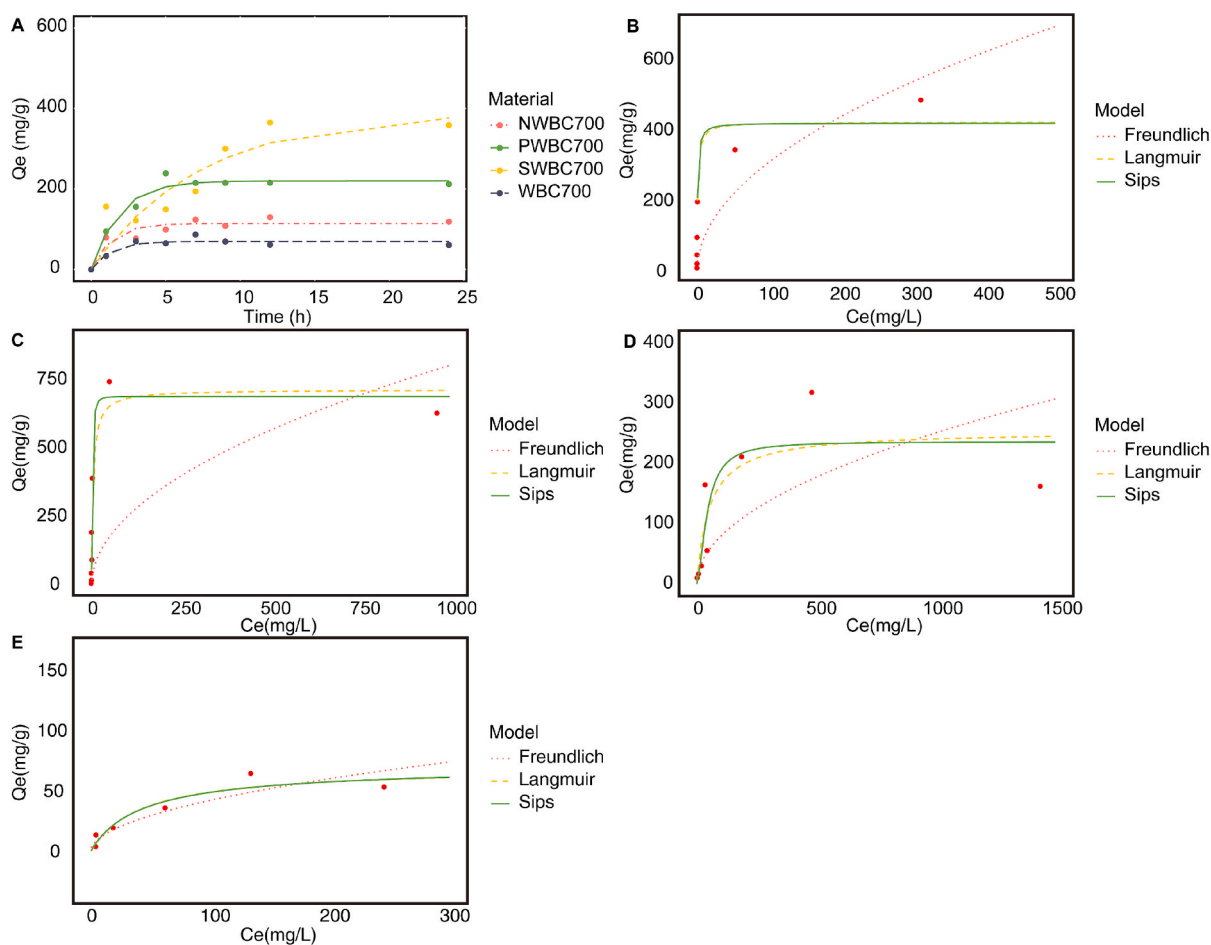 A
Qe (mg/g)
600
400
200
0
0 5 10 15 20 25
Time (h)
Material
NWBC700
PWBC700
SWBC700
WBC700
B
Qe(mg/g)
600
400
200
0
0 100 200 300 400 500
Ce(mg/L)
Model
Freundlich
Langmuir
Sips
C
Qe(mg/g)
750
500
250
0
0 250 500 750 1000
Ce(mg/L)
Model
Freundlich
Langmuir
Sips
D
Qe(mg/g)
400
300
200
100
0
0 500 1000 1500
Ce(mg/L)
Model
Freundlich
Langmuir
Sips
E
Qe(mg/g)
150
100
50
0
0 100 200 300
Ce(mg/L)
Model
Freundlich
Langmuir
Sips